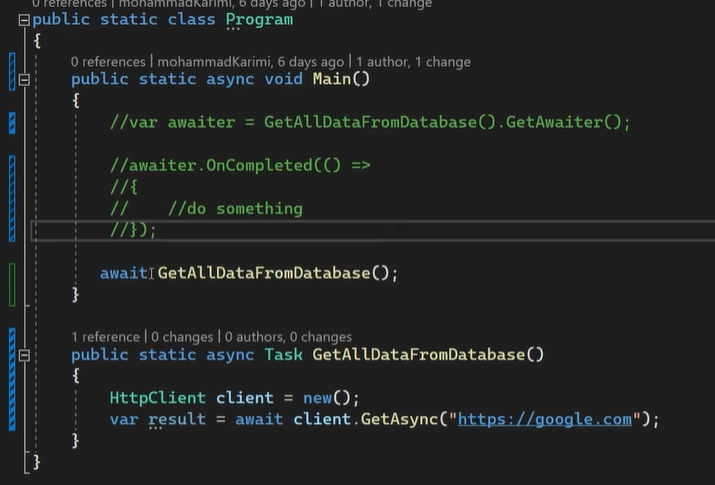 0 references | mohammadKarimi, 6 days ago | 1 author, 1 change
public static class Program
{
0 references | mohammadKarimi, 6 days ago | 1 author, 1 change
public static async void Main()
{
//var awaiter = GetAllDataFromDatabase().GetAwaiter();
//awaiter.OnCompleted(() =>
//{
//    //do something
//});
await GetAllDataFromDatabase();
}
1 reference | 0 changes | 0 authors, 0 changes
public static async Task GetAllDataFromDatabase()
{
HttpClient client = new();
var result = await client.GetAsync("https://google.com");
}
}